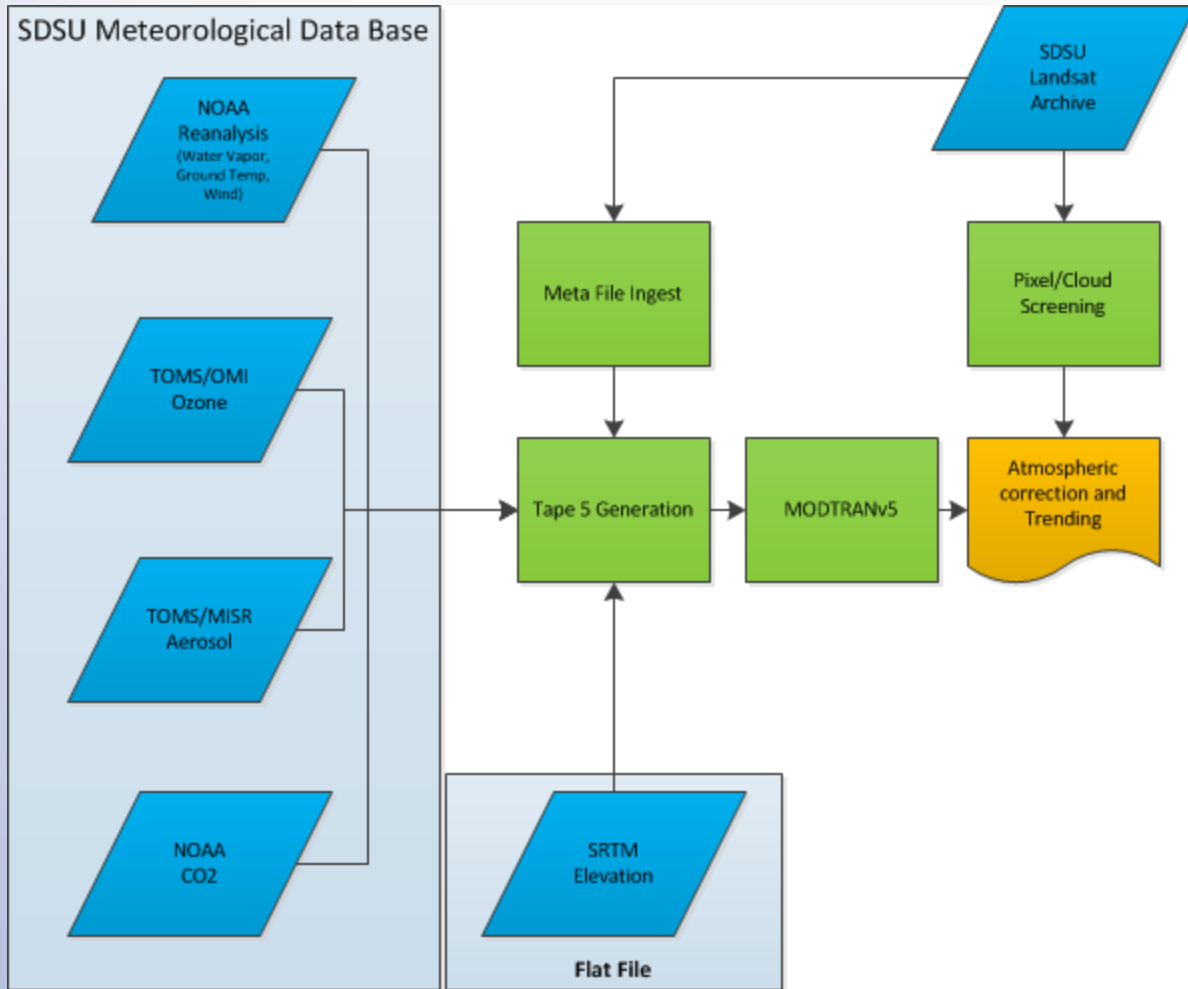 SDSU Meteorological Data Base
NOAA
Reanalysis
(Water Vapor,
Ground Temp,
Wind)
TOMS/OMI
Ozone
TOMS/MISR
Aerosol
NOAA
CO2
SDSU
Landsat
Archive
Meta File Ingest
Pixel/Cloud
Screening
Tape 5 Generation
MODTRANv5
Atmospheric
correction and
Trending
SRTM
Elevation
Flat File